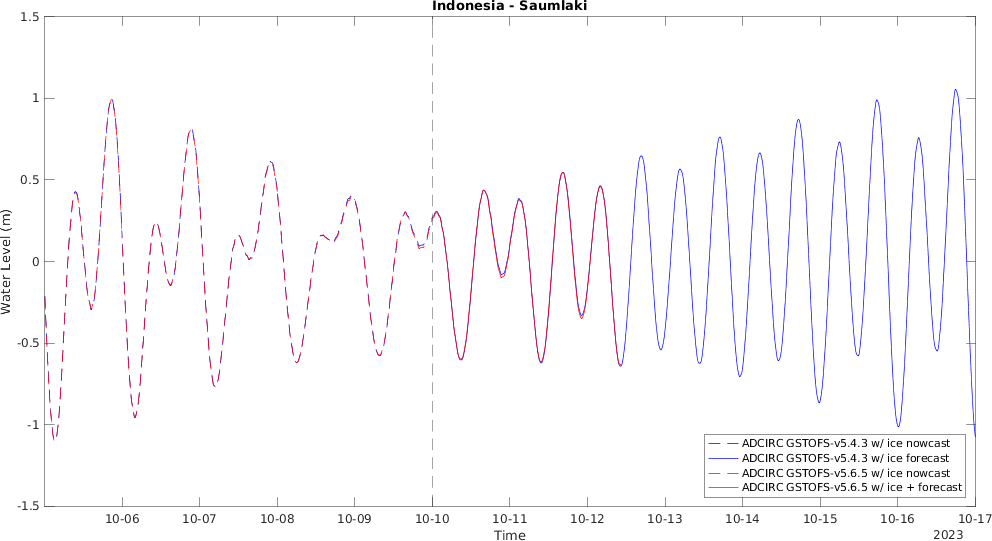 Indonesia - Saumlaki
1.5
1
0.5
0
-0.5
-1
-1.5
Water Level (m)
ADCIRC GSTOFS-v5.4.3 w/ ice nowcast
ADCIRC GSTOFS-v5.4.3 w/ ice forecast
ADCIRC GSTOFS-v5.6.5 w/ ice nowcast
ADCIRC GSTOFS-v5.6.5 w/ ice + forecast
10-06 10-07 10-08 10-09 10-10 10-11 10-12 10-13 10-14 10-15 10-16 10-17
Time
2023